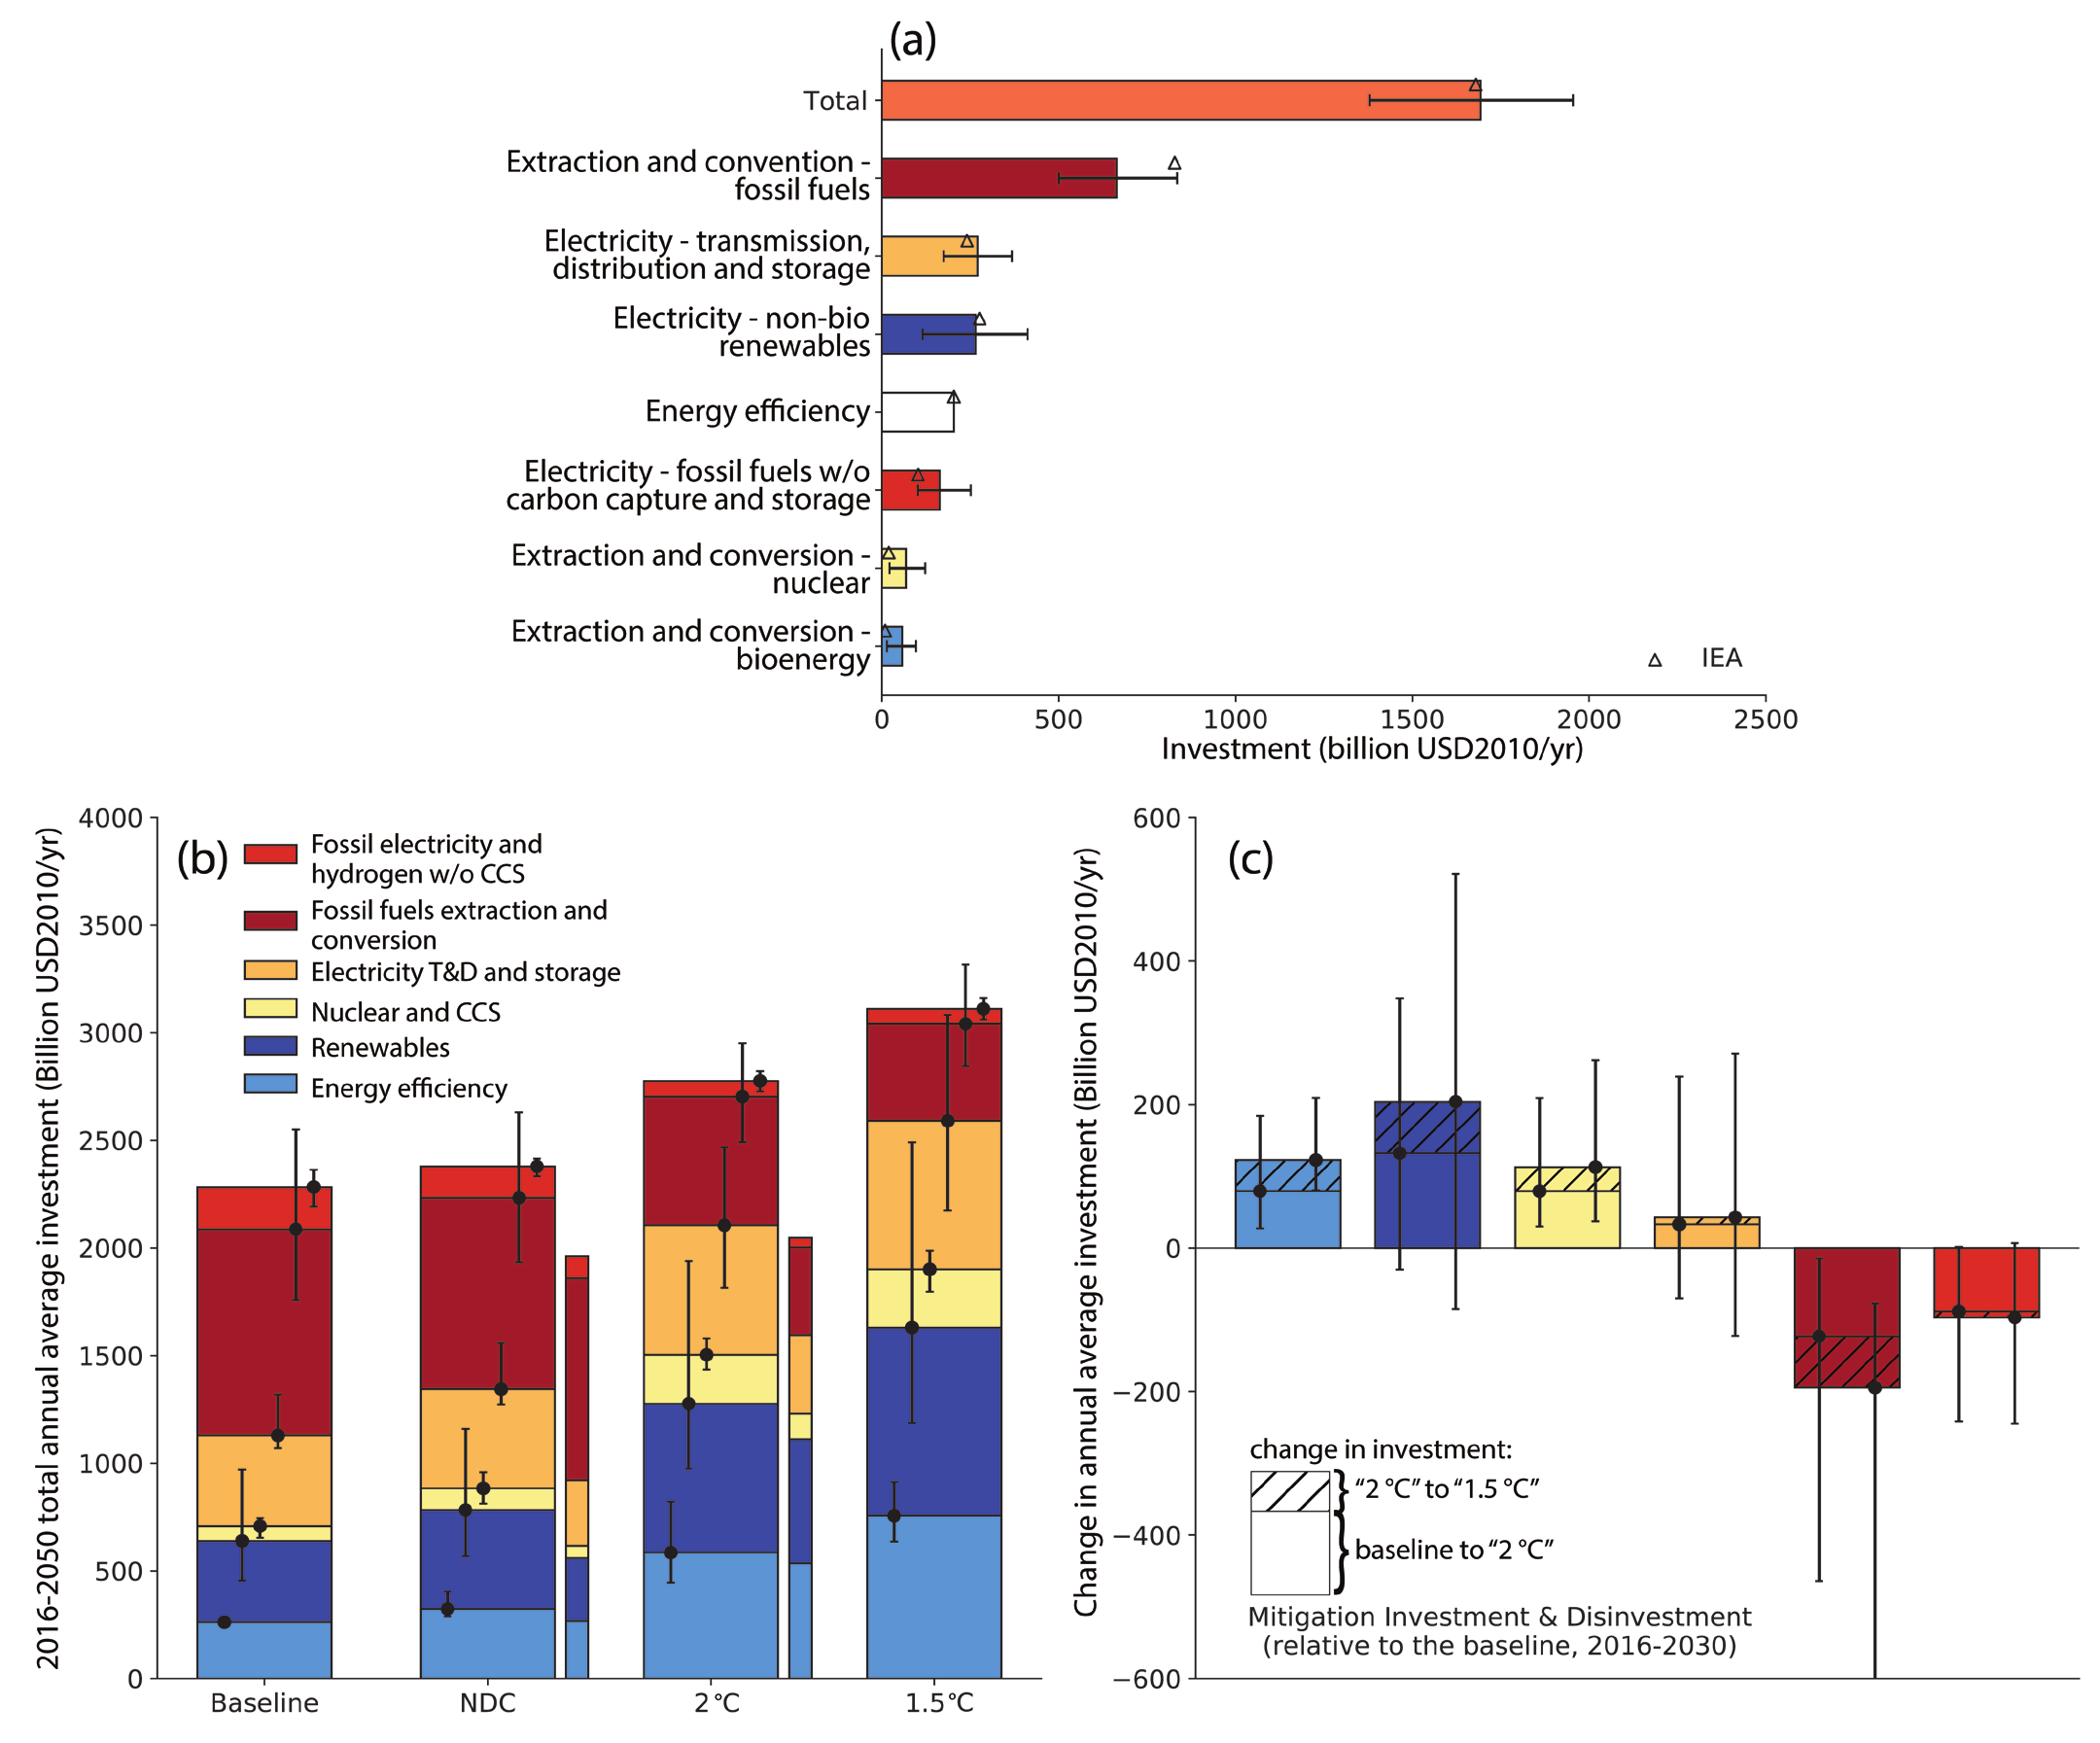 (a)
Total
Extraction and convention -
fossil fuels
Electricity - transmission,
distribution and storage
Electricity - non-bio
renewables
Energy efficiency
Electricity - fossil fuels w/o
carbon capture and storage
Extraction and conversion -
nuclear
Extraction and conversion -
bioenergy
IEA
0 500 1000 1500 2000 2500
Investment (billion USD2010/yr)
(b)
2016-2050 total annual average investment (Billion USD2010/yr)
4000
3500
3000
2500
2000
1500
1000
500
0
Fossil electricity and
hydrogen w/o CCS
Fossil fuels extraction and
conversion
Electricity T&D and storage
Nuclear and CCS
Renewables
Energy efficiency
Baseline NDC 2°C 1.5°C
(c)
Change in annual average investment (Billion USD2010/yr)
600
400
200
0
−200
−400
−600
change in investment:
“2 °C” to “1.5 °C”
baseline to “2 °C”
Mitigation Investment & Disinvestment
(relative to the baseline, 2016-2030)